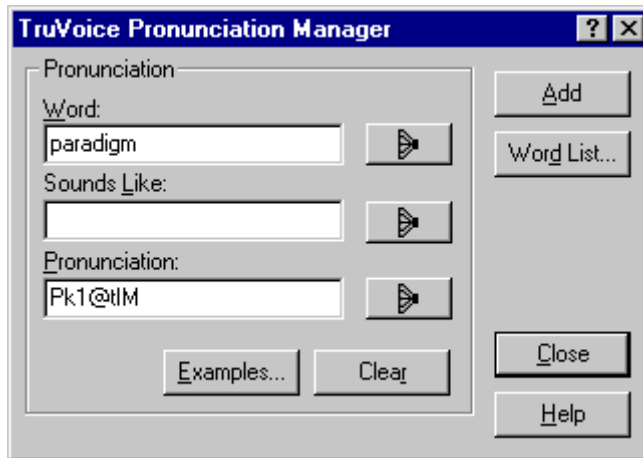 TruVoice Pronunciation Manager
Pronunciation
Word:
paradigm
Sounds Like:
Pronunciation:
Pk1@tIM
Examples...
Clear
Add
Word List...
Close
Help